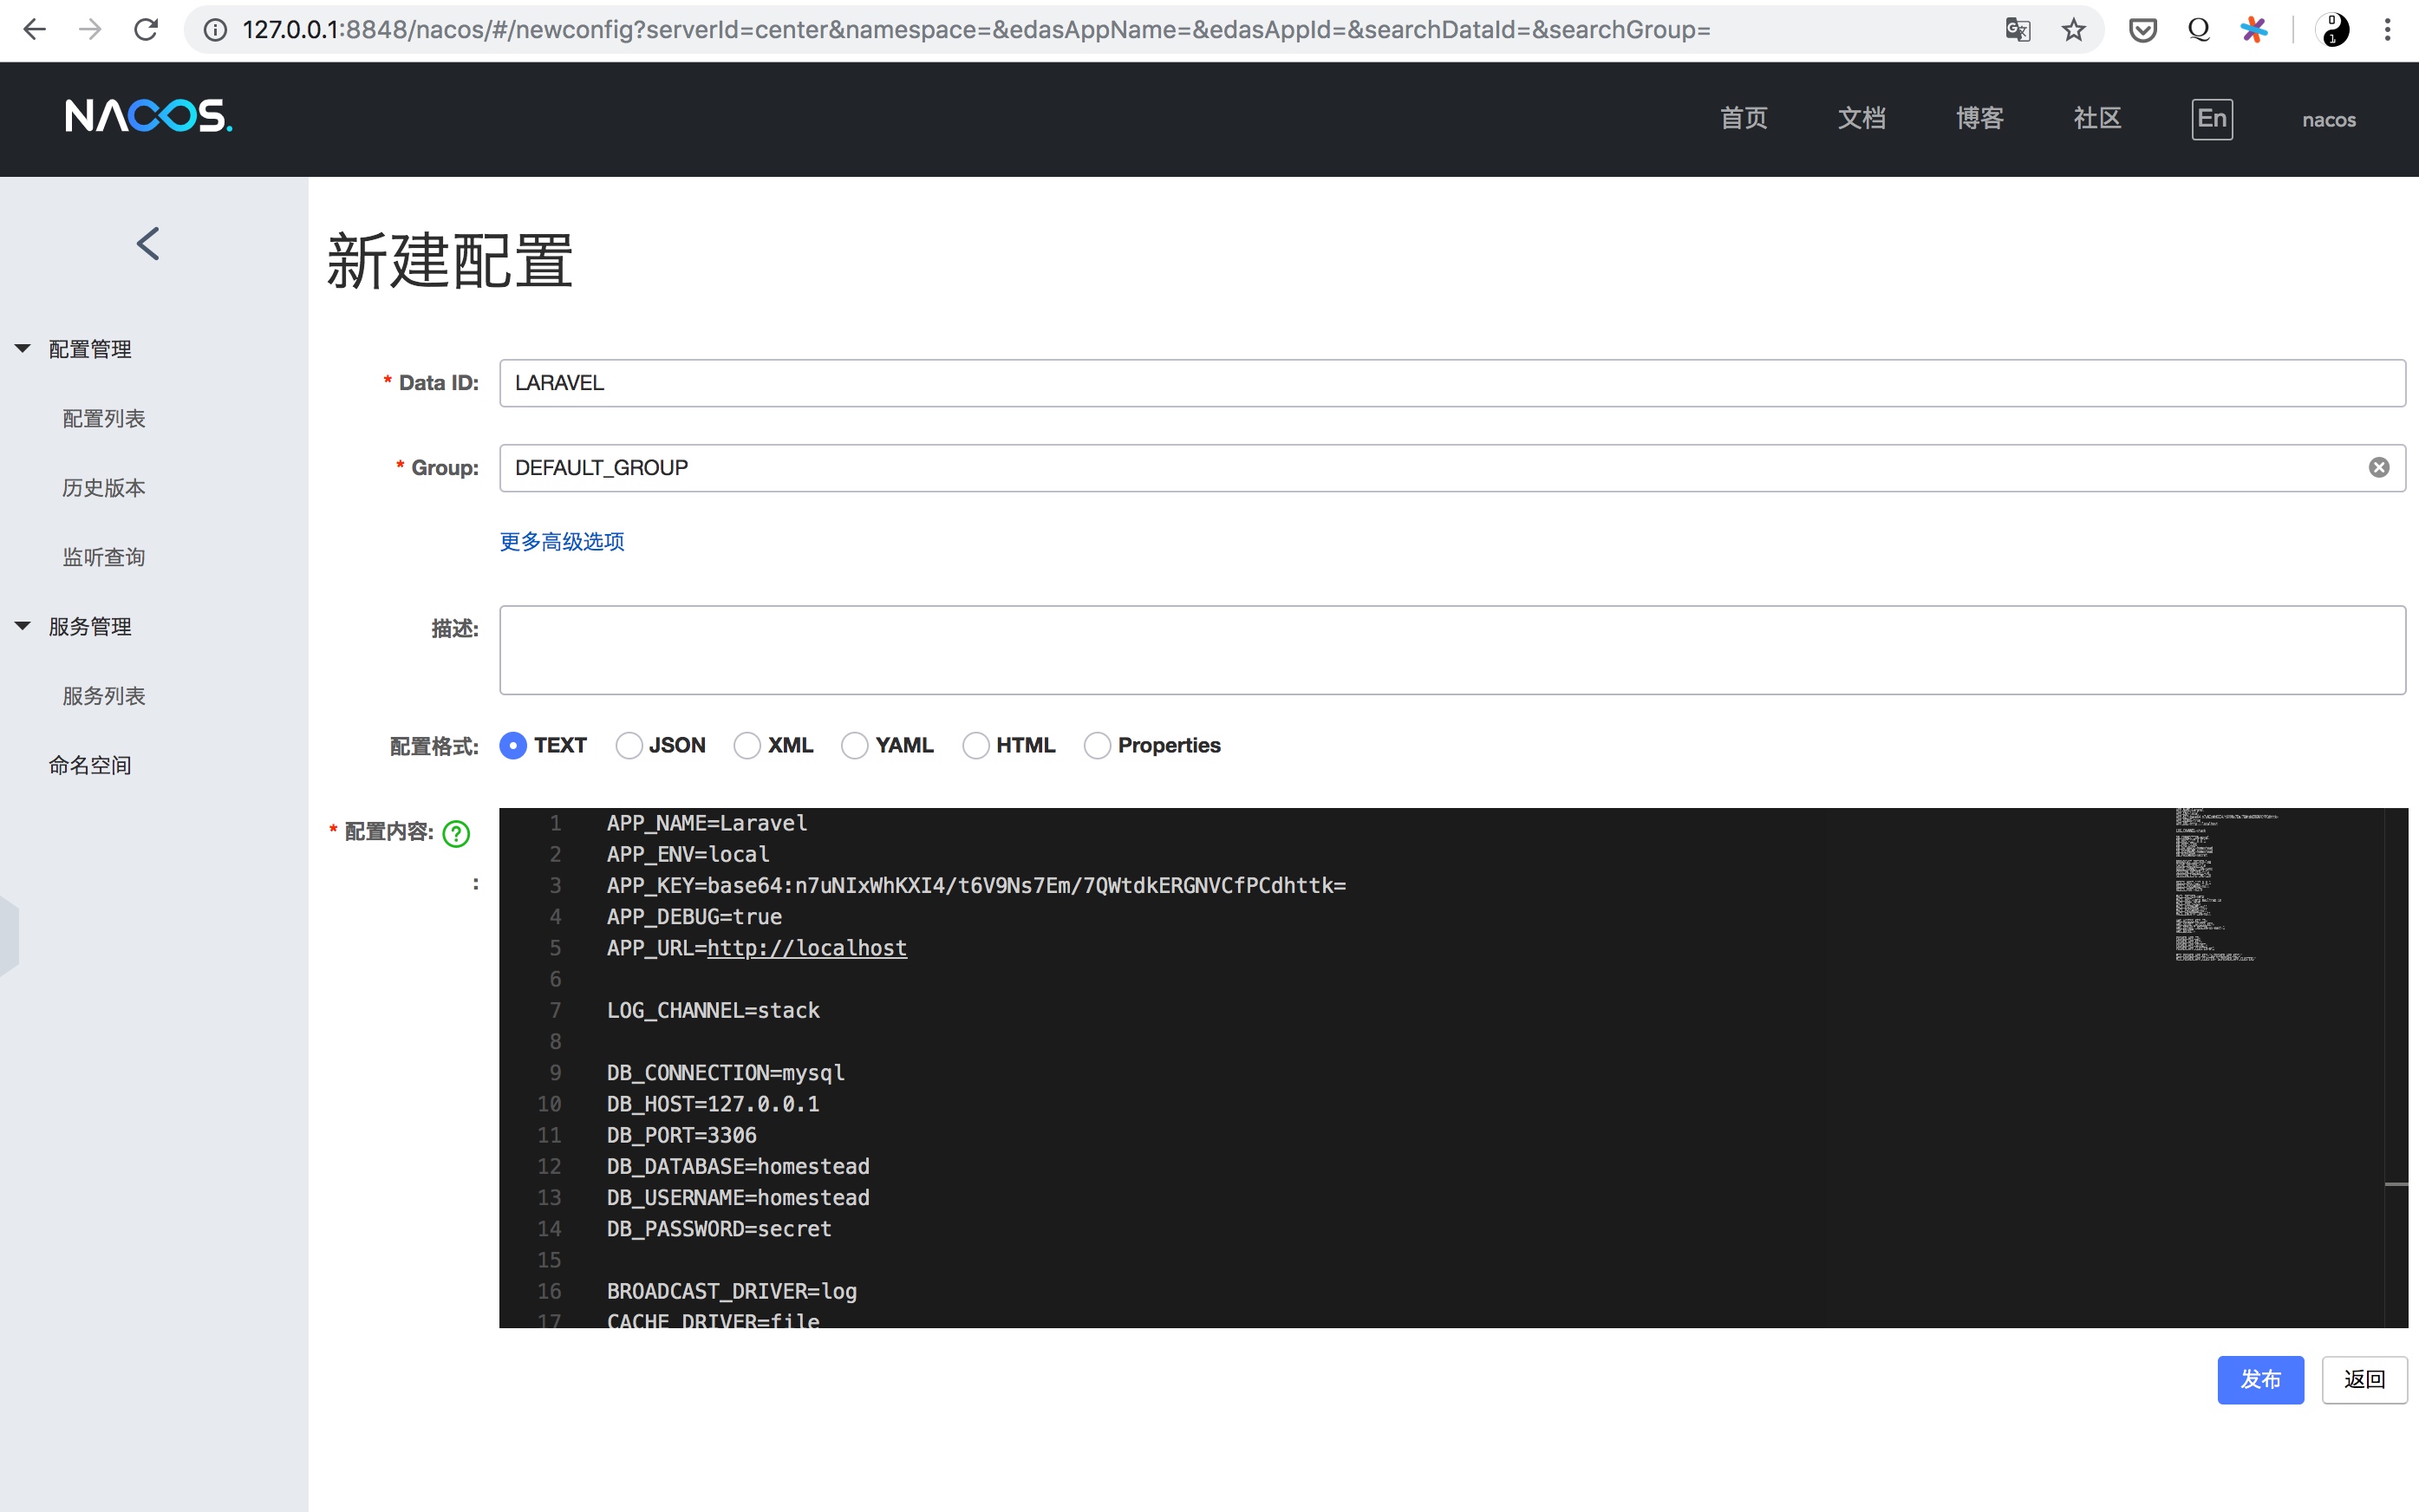 127.0.0.1:8848/nacos/#/newconfig?serverId=center&namespace=&edasAppName=&edasAppId=&searchDataId=&searchGroup=
NACOS.
首页 文档 博客 社区 En nacos
新建配置
配置管理
配置列表
历史版本
监听查询
服务管理
服务列表
命名空间
* Data ID: LARAVEL
* Group: DEFAULT_GROUP
更多高级选项
描述:
配置格式: TEXT JSON XML YAML HTML Properties
* 配置内容: ?
:
1 APP_NAME=Laravel
2 APP_ENV=local
3 APP_KEY=base64:n7uNIxWhKXI4/t6V9Ns7Em/7QWtdkERGNVCfPCdhttk=
4 APP_DEBUG=true
5 APP_URL=http://localhost
6
7 LOG_CHANNEL=stack
8
9 DB_CONNECTION=mysql
10 DB_HOST=127.0.0.1
11 DB_PORT=3306
12 DB_DATABASE=homestead
13 DB_USERNAME=homestead
14 DB_PASSWORD=secret
15
16 BROADCAST_DRIVER=log
17 CACHE_DRIVER=file
发布 返回